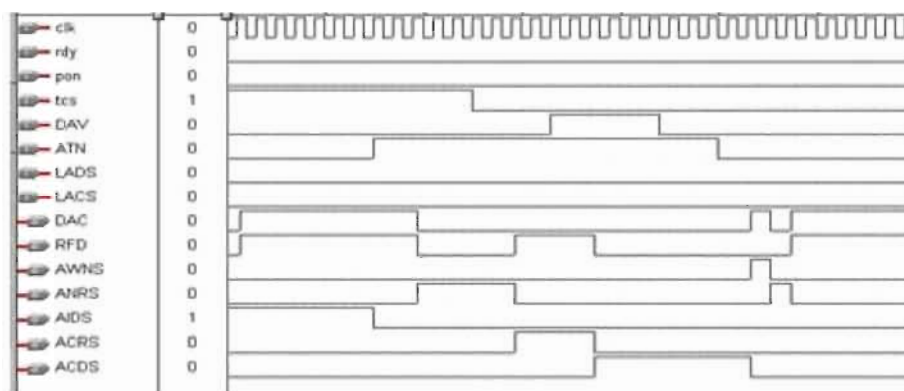 clk 0
rdy 0
pon 0
tcs 1
DAV 0
ATN 0
LADS 0
LACS 0
DAC 0
RFD 0
AWNS 0
ANRS 0
AIDS 1
ACRS 0
ACDS 0